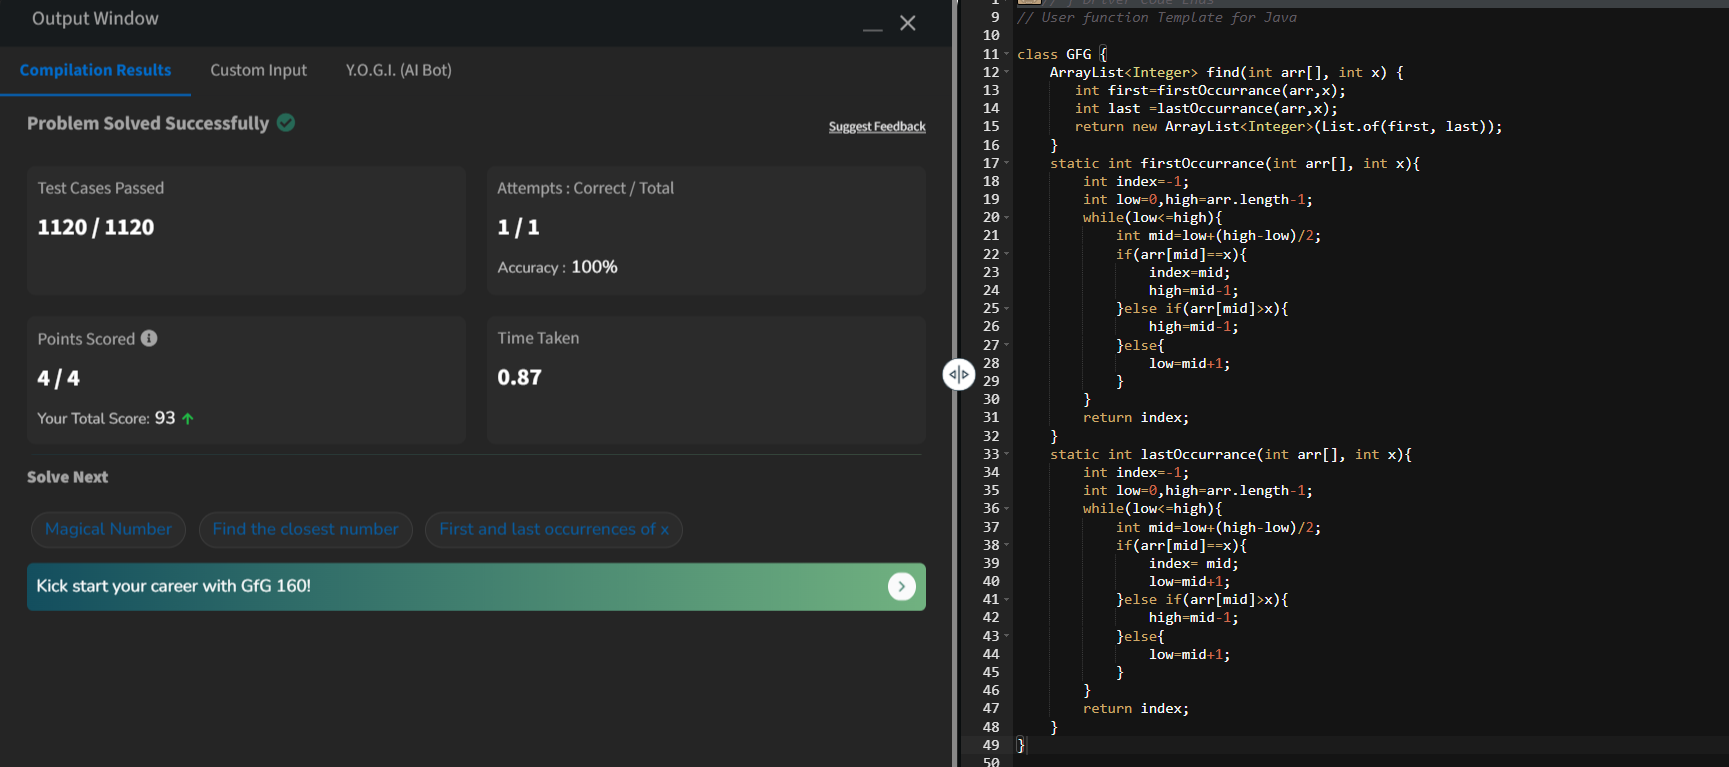 Output Window
Compilation Results Custom Input Y.O.G.I. (AI Bot)
Problem Solved Successfully
Suggest Feedback
Test Cases Passed
1120 / 1120
Attempts : Correct / Total
1 / 1
Accuracy : 100%
Points Scored
4 / 4
Your Total Score: 93
Time Taken
0.87
Solve Next
Magical Number Find the closest number First and last occurrences of x
Kick start your career with GfG 160!
9 // User function Template for Java
10
11 class GFG {
12     ArrayList<Integer> find(int arr[], int x) {
13        int first=firstOccurrance(arr,x);
14        int last =lastOccurrance(arr,x);
15        return new ArrayList<Integer>(List.of(first, last));
16     }
17     static int firstOccurrance(int arr[], int x){
18         int index=-1;
19         int low=0,high=arr.length-1;
20         while(low<=high){
21             int mid=low+(high-low)/2;
22             if(arr[mid]==x){
23                 index=mid;
24                 high=mid-1;
25             }else if(arr[mid]>x){
26                 high=mid-1;
27             }else{
28                 low=mid+1;
29             }
30         }
31         return index;
32     }
33     static int lastOccurrance(int arr[], int x){
34         int index=-1;
35         int low=0,high=arr.length-1;
36         while(low<=high){
37             int mid=low+(high-low)/2;
38             if(arr[mid]==x){
39                 index= mid;
40                 low=mid+1;
41             }else if(arr[mid]>x){
42                 high=mid-1;
43             }else{
44                 low=mid+1;
45             }
46         }
47         return index;
48     }
49 }
50